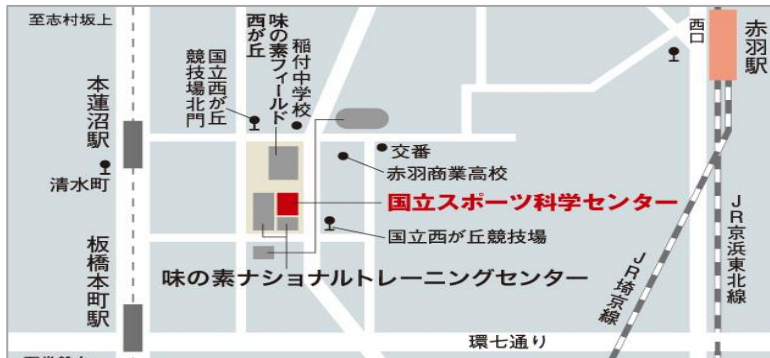 至志村坂上
本蓮沼駅
清水町
板橋本町駅
国立西が丘
競技場北門
味の素フィールド
西が丘
稲付中学校
交番
赤羽商業高校
国立スポーツ科学センター
国立西が丘競技場
味の素ナショナルトレーニングセンター
西口
赤羽駅
JR埼京線
JR京浜東北線
環七通り